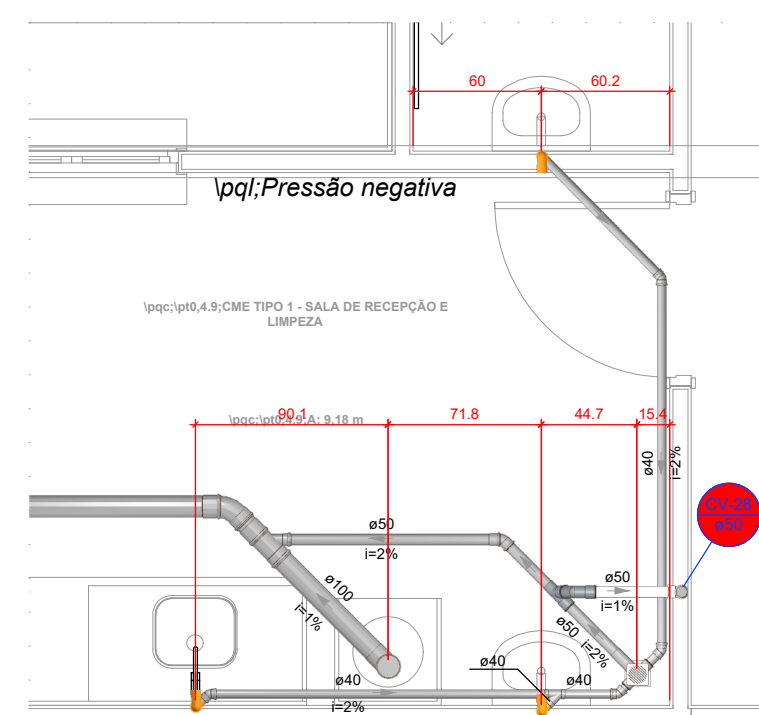 60
60.2
\pql;Pressão negativa
\pqc;\pt0,4.9;CME TIPO 1 - SALA DE RECEPÇÃO E
LIMPEZA
90.1
71.8
44.7
15.4
\pqc;\pt0,4.9;A: 9,18 m
ø40
i=2%
CV-28
ø50
ø50
i=2%
ø50
i=1%
ø100
i=1%
ø50
i=2%
ø40
i=2%
ø40
ø40